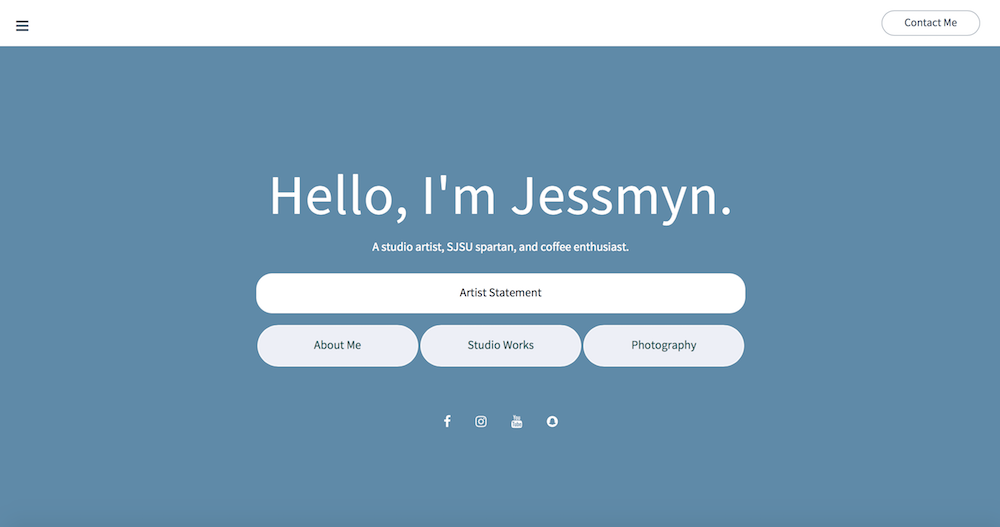 Contact Me
Hello, I'm Jessmyn.
A studio artist, SJSU spartan, and coffee enthusiast.
Artist Statement
About Me
Studio Works
Photography
You Tube